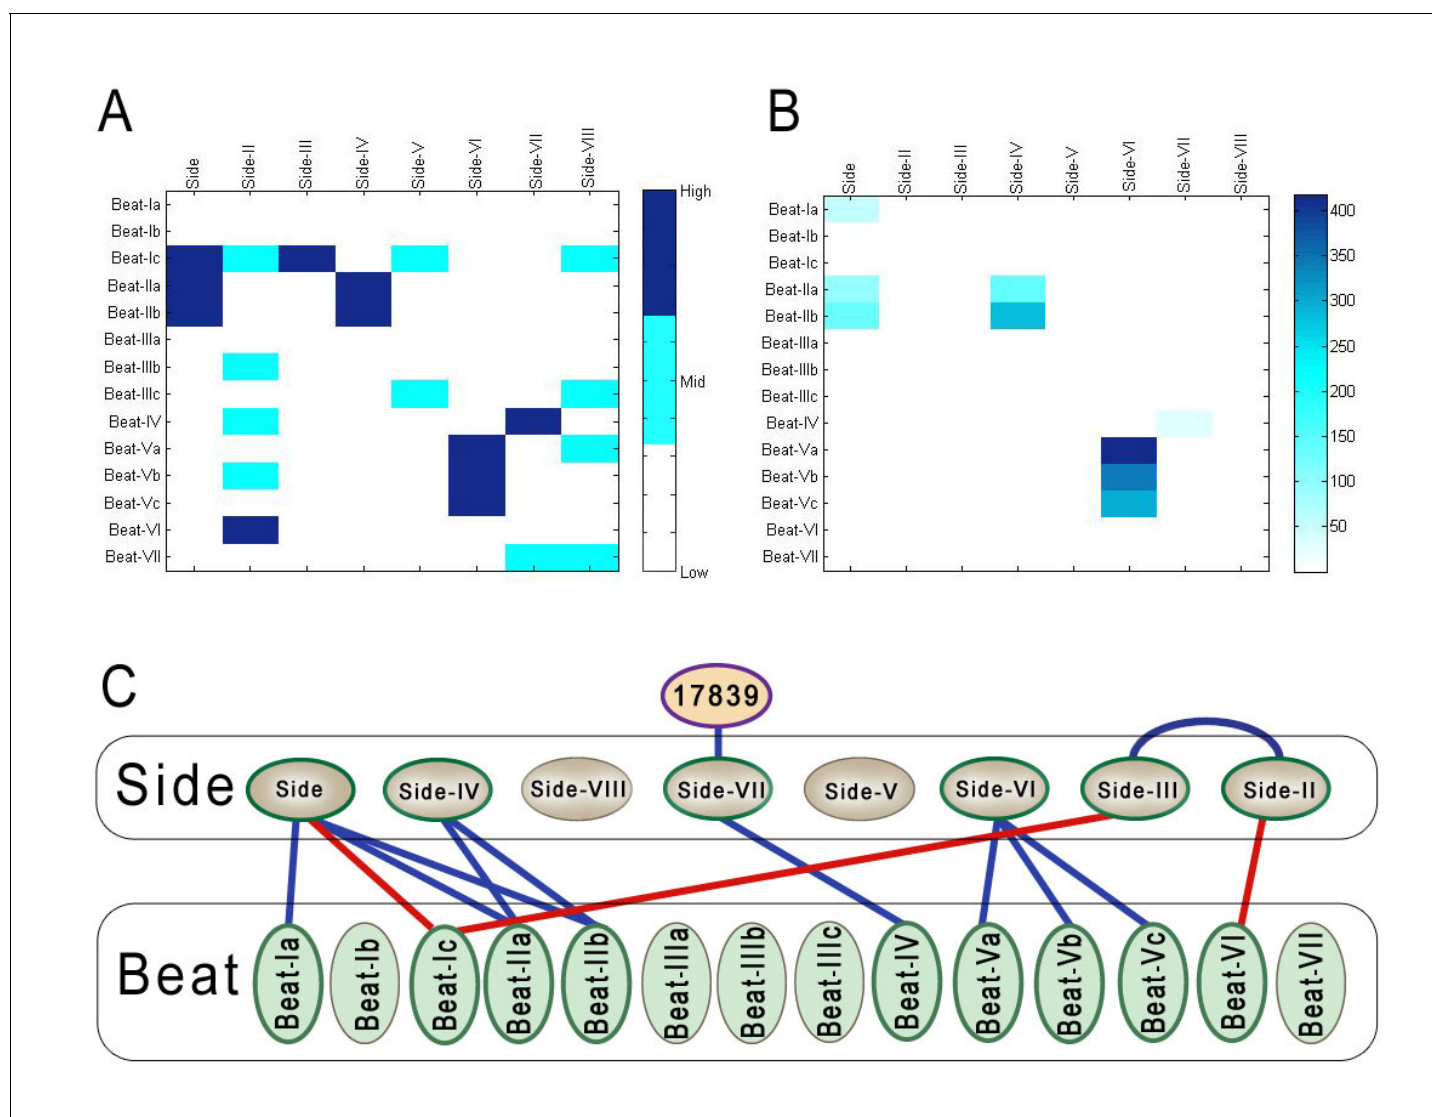 A
Side
Side-II
Side-III
Side-IV
Side-V
Side-VI
Side-VII
Side-VIII
Beat-Ia
Beat-Ib
Beat-Ic
Beat-IIa
Beat-IIb
Beat-IIIa
Beat-IIIb
Beat-IIIc
Beat-IV
Beat-Va
Beat-Vb
Beat-Vc
Beat-VI
Beat-VII
High
Mid
Low
B
Side
Side-II
Side-III
Side-IV
Side-V
Side-VI
Side-VII
Side-VIII
Beat-Ia
Beat-Ib
Beat-Ic
Beat-IIa
Beat-IIb
Beat-IIIa
Beat-IIIb
Beat-IIIc
Beat-IV
Beat-Va
Beat-Vb
Beat-Vc
Beat-VI
Beat-VII
400
350
300
250
200
150
100
50
C
17839
Side
Side
Side-IV
Side-VIII
Side-VII
Side-V
Side-VI
Side-III
Side-II
Beat
Beat-Ia
Beat-Ib
Beat-Ic
Beat-IIa
Beat-IIb
Beat-IIIa
Beat-IIIb
Beat-IIIc
Beat-IV
Beat-Va
Beat-Vb
Beat-Vc
Beat-VI
Beat-VII